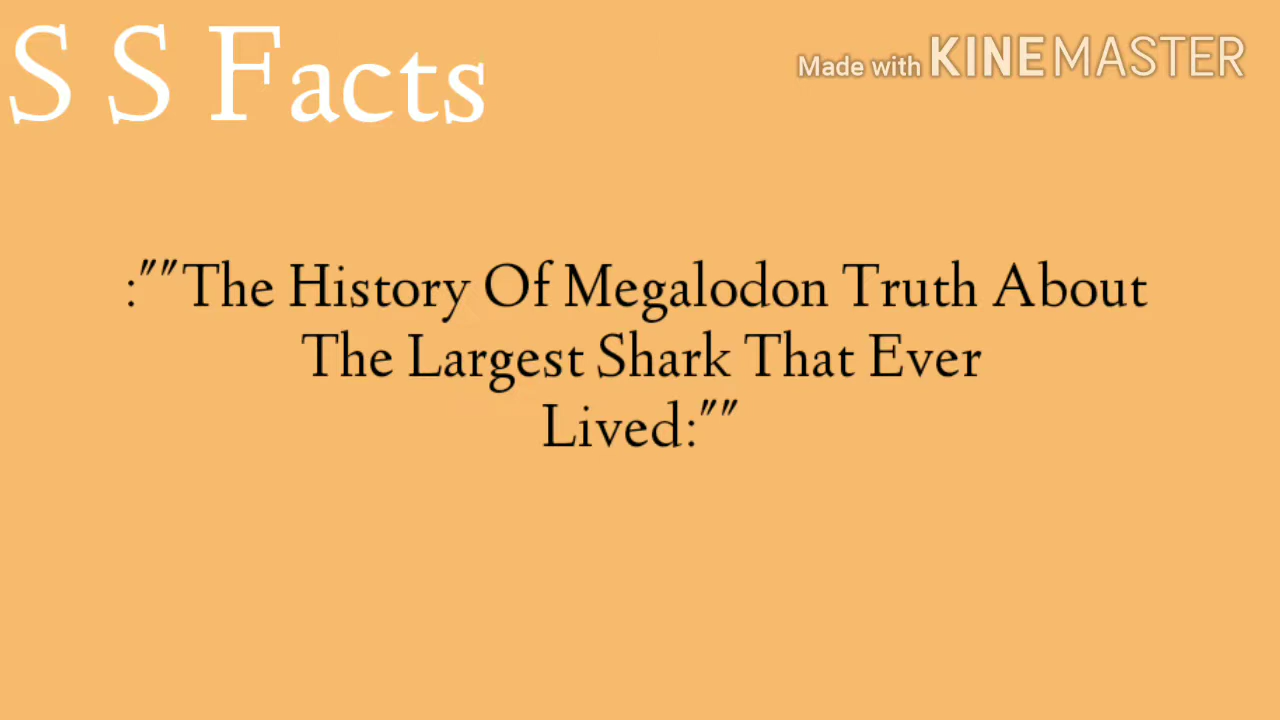 S S Facts
Made with KINEMASTER
:""The History Of Megalodon Truth About
The Largest Shark That Ever
Lived:""